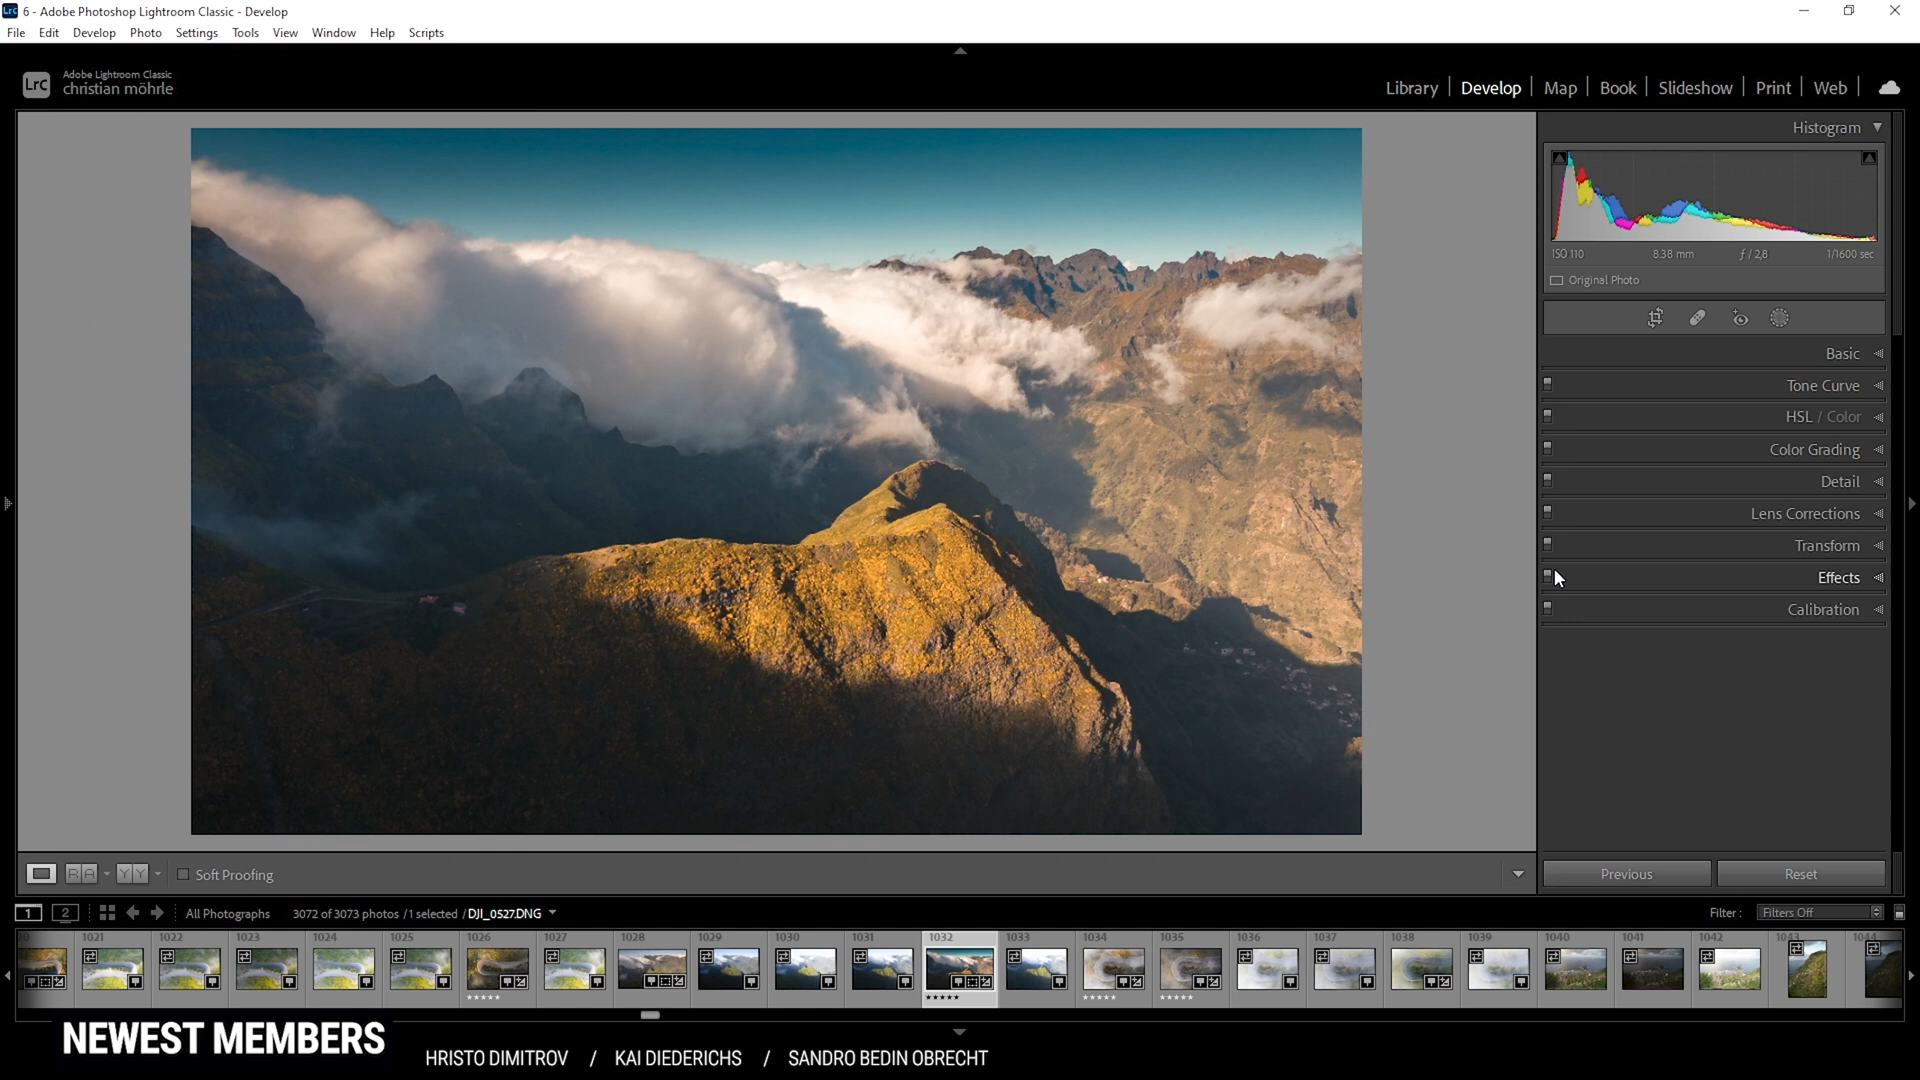 6 - Adobe Photoshop Lightroom Classic - Develop
File Edit Develop Photo Settings Tools View Window Help Scripts
Lrc
Adobe Lightroom Classic
christian möhrle
Library Develop Map Book Slideshow Print Web
Histogram
ISO 110 8.38 mm ƒ / 2,8 1/1600 sec
Original Photo
Basic
Tone Curve
HSL / Color
Color Grading
Detail
Lens Corrections
Transform
Effects
Calibration
R A Y Y Soft Proofing
Previous Reset
1 2 All Photographs 3072 of 3073 photos / 1 selected / DJI_0527.DNG
Filter : Filters Off
1021 1022 1023 1024 1025 1026 1027 1028 1029 1030 1031 1032 1033 1034 1035 1036 1037 1038 1039 1040 1041 1042 1043 1044
NEWEST MEMBERS
HRISTO DIMITROV / KAI DIEDERICHS / SANDRO BEDIN OBRECHT